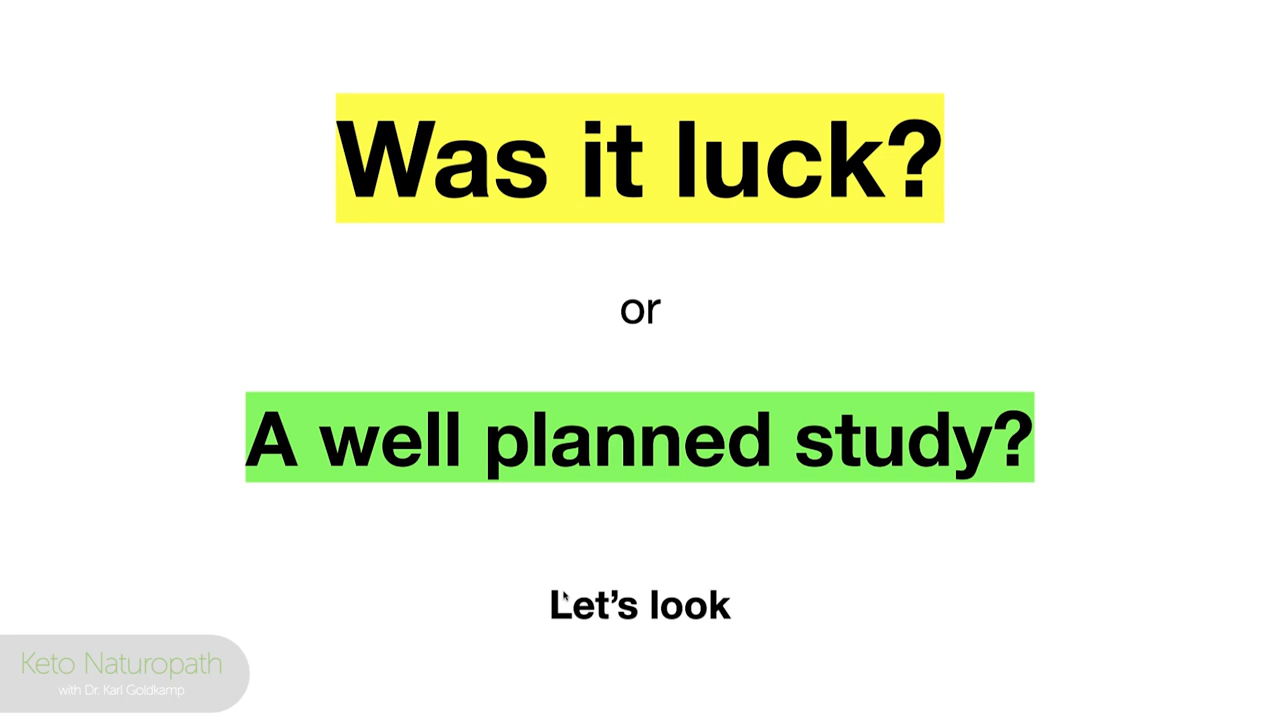 Was it luck?
or
A well planned study?
Let's look
Keto Naturopath
with Dr. Karl Goldkamp